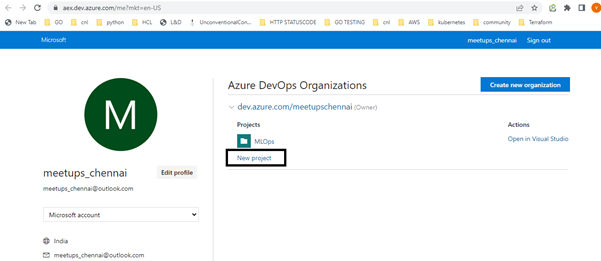 aex.dev.azure.com/me?mkt=en-US
New Tab GO cnl python HCL L&D UnconventionalCon... HTTP STATUSCODE GO TESTING cnl AWS kubernetes community Terraform
Microsoft meetups_chennai Sign out
Azure DevOps Organizations Create new organization
dev.azure.com/meetupschennai (Owner)
Projects Actions
MLOps Open in Visual Studio
New project
M
meetups_chennai Edit profile
meetups_chennai@outlook.com
Microsoft account
India
meetups_chennai@outlook.com